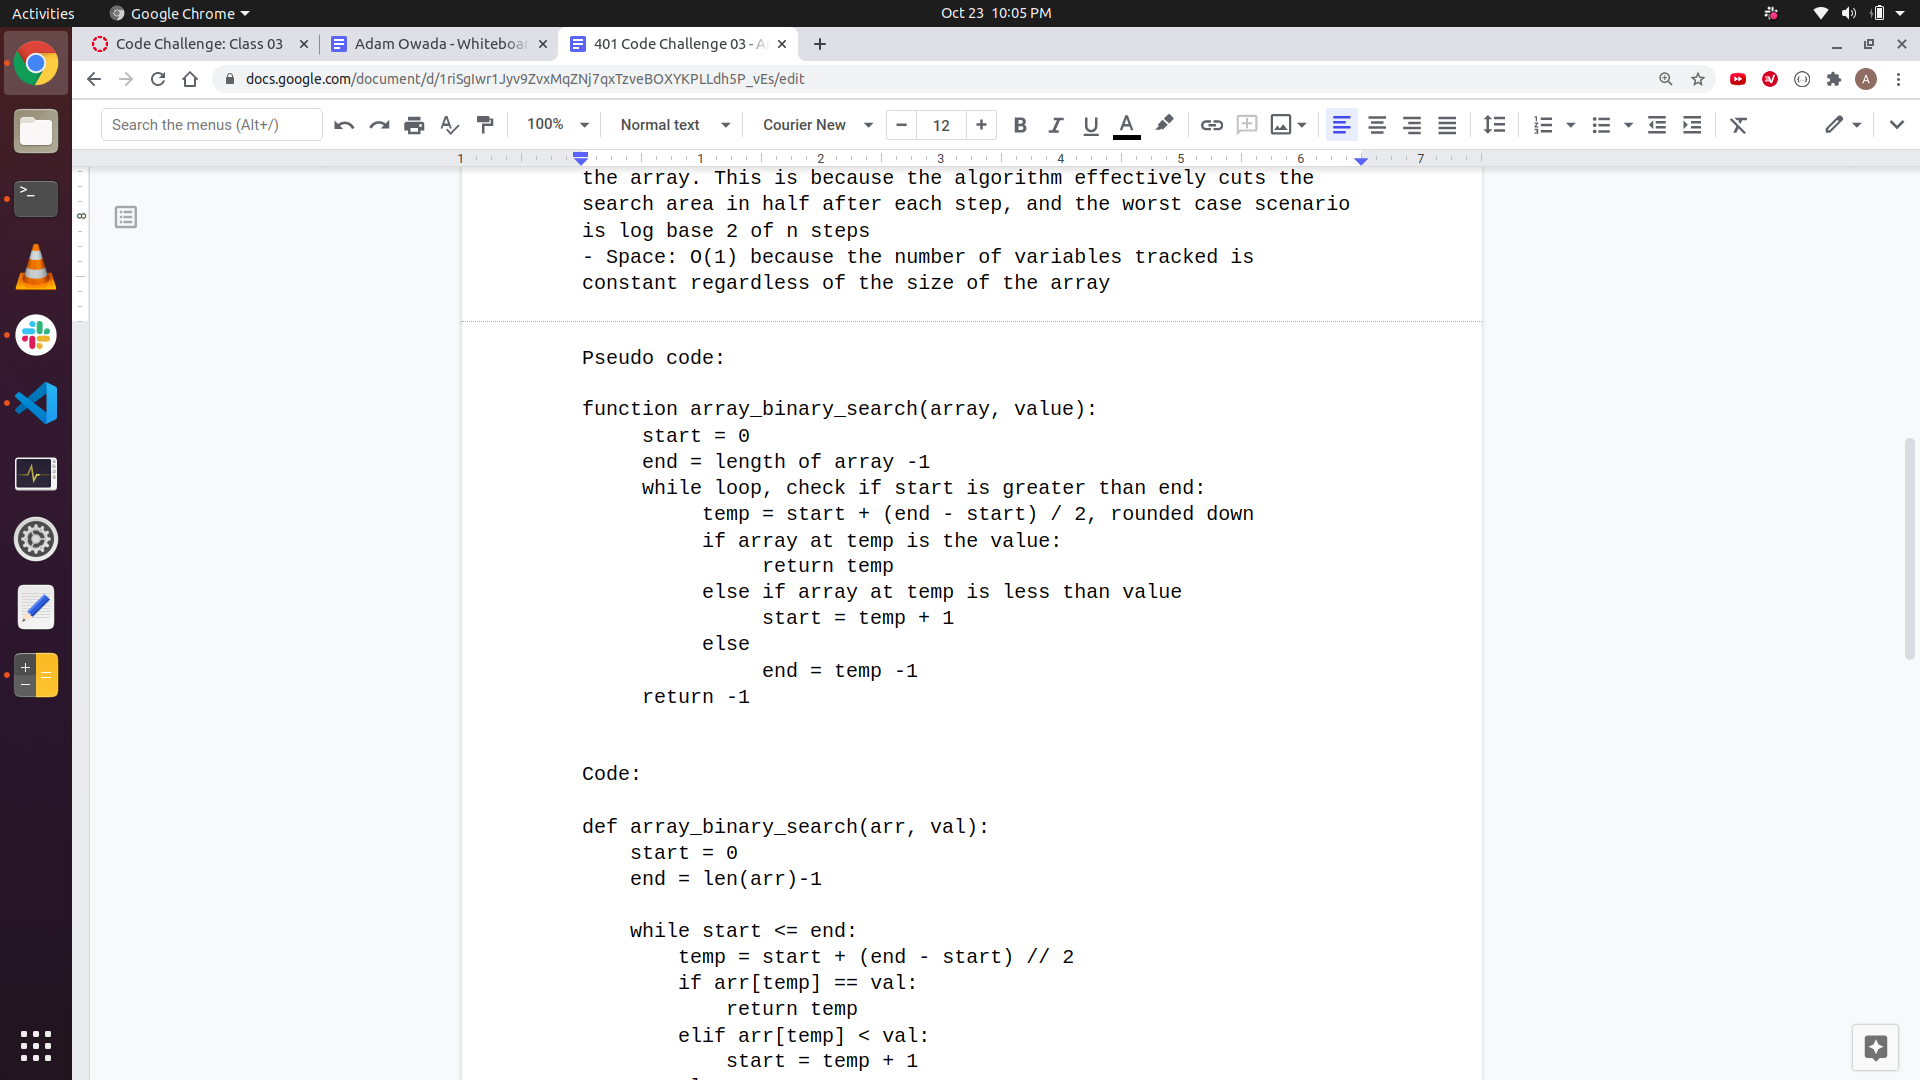 Activities
Google Chrome
Oct 23 10:05 PM
Code Challenge: Class 03
Adam Owada - Whiteboar
401 Code Challenge 03 - A
docs.google.com/document/d/1riSgIwr1Jyv9ZvxMqZNj7qxTzveBOXYKPLLdh5P_vEs/edit
A
Search the menus (Alt+/)
100%
Normal text
Courier New
12
B
I
U
A
1 1 2 3 4 5 6 7
8
the array. This is because the algorithm effectively cuts the
search area in half after each step, and the worst case scenario
is log base 2 of n steps
- Space: O(1) because the number of variables tracked is
constant regardless of the size of the array
Pseudo code:
function array_binary_search(array, value):
start = 0
end = length of array -1
while loop, check if start is greater than end:
temp = start + (end - start) / 2, rounded down
if array at temp is the value:
return temp
else if array at temp is less than value
start = temp + 1
else
end = temp -1
return -1
Code:
def array_binary_search(arr, val):
start = 0
end = len(arr)-1
while start <= end:
temp = start + (end - start) // 2
if arr[temp] == val:
return temp
elif arr[temp] < val:
start = temp + 1